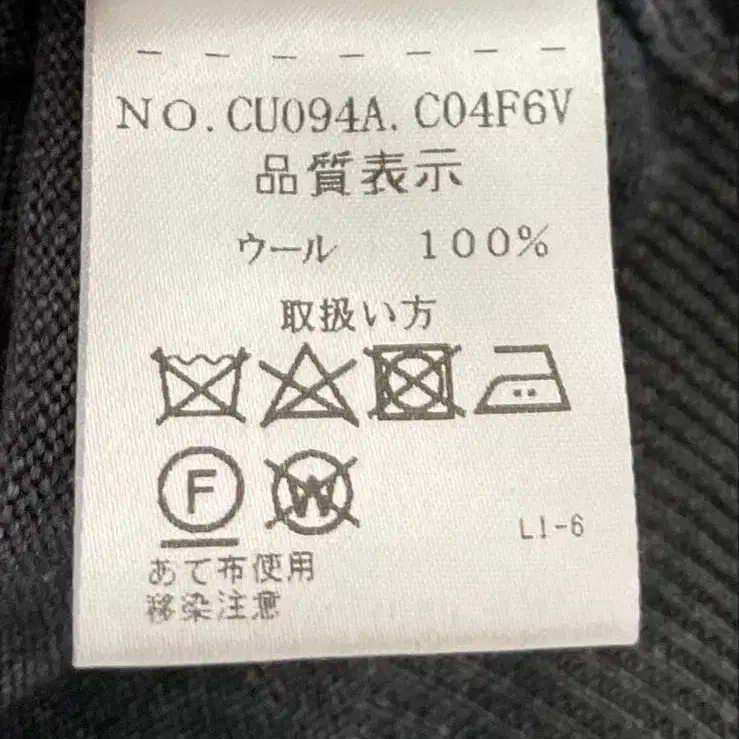 NO.CU094A.C04F6V
品質表示
ウール 100%
取扱い方
F W
L1-6
あて布使用
移染注意